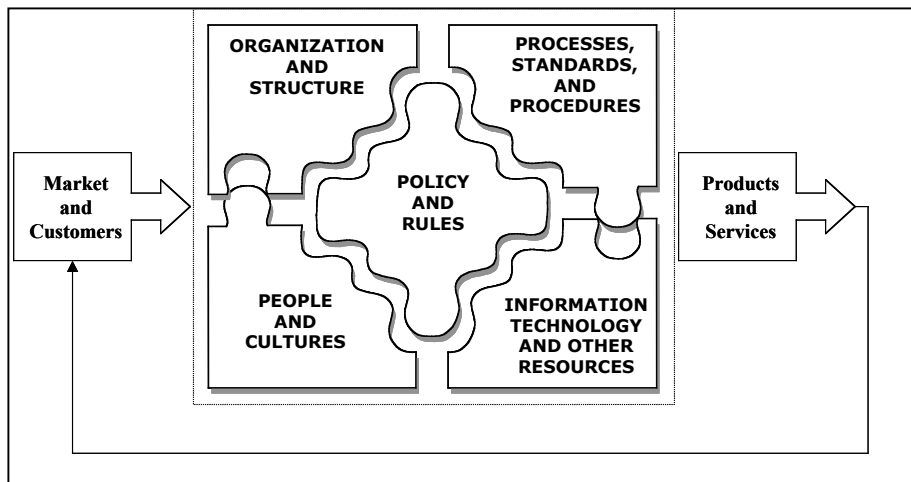 ORGANIZATION
AND
STRUCTURE
PROCESSES,
STANDARDS,
AND
PROCEDURES
Market
and
Customers
POLICY
AND
RULES
Products
and
Services
PEOPLE
AND
CULTURES
INFORMATION
TECHNOLOGY
AND OTHER
RESOURCES